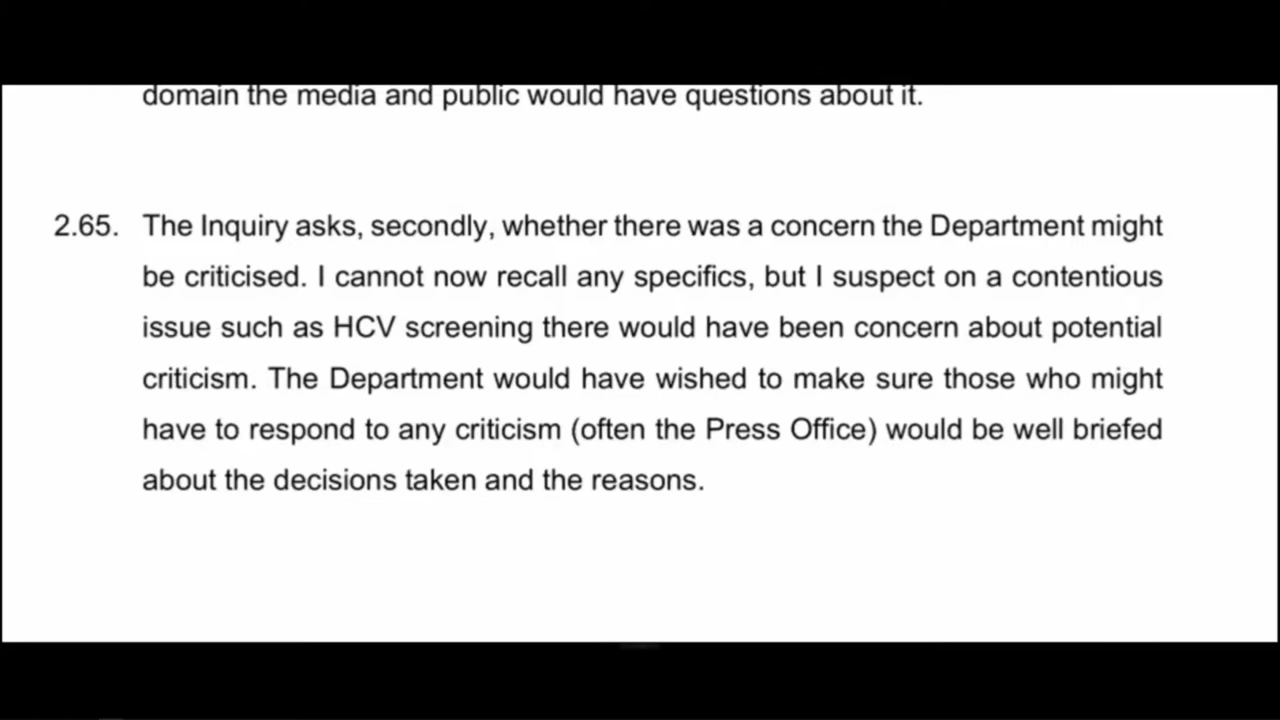 domain the media and public would have questions about it.
2.65. The Inquiry asks, secondly, whether there was a concern the Department might
be criticised. I cannot now recall any specifics, but I suspect on a contentious
issue such as HCV screening there would have been concern about potential
criticism. The Department would have wished to make sure those who might
have to respond to any criticism (often the Press Office) would be well briefed
about the decisions taken and the reasons.